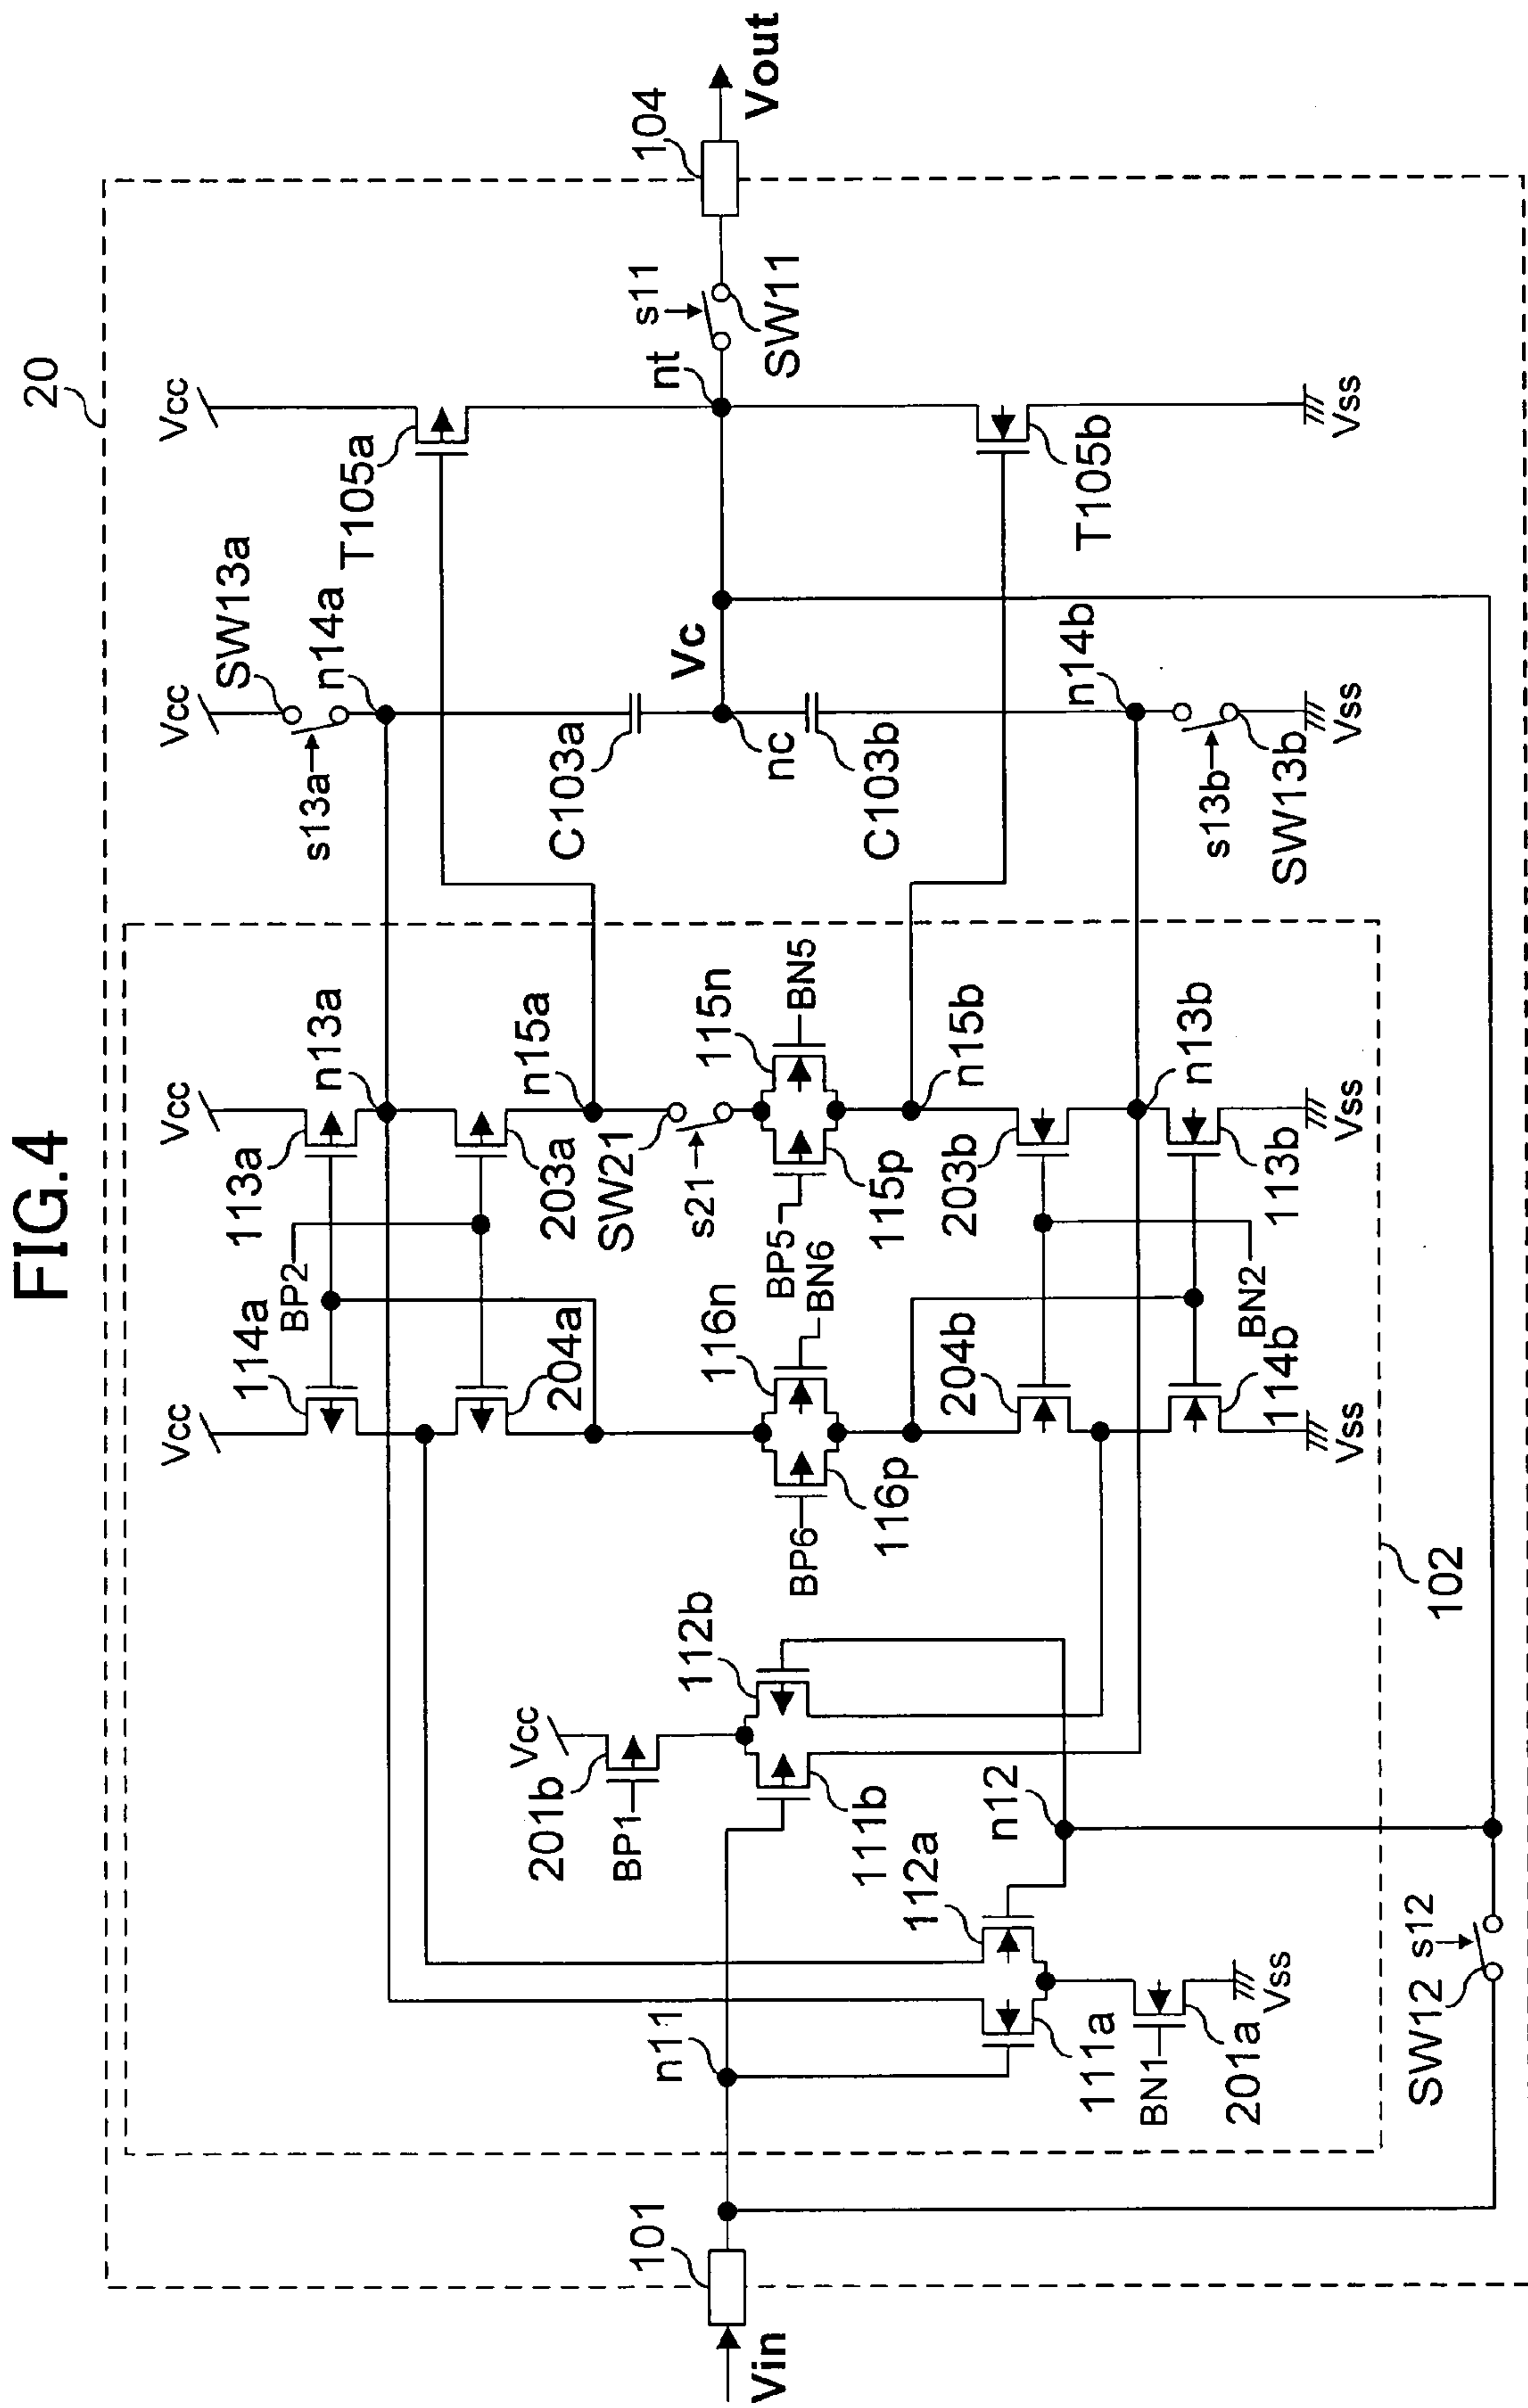 FIG.4
20
Vcc
Vcc
Vcc
Vcc
SW13a
s13a
n14a
T105a
114a
BP2
113a
n13a
204a
203a
n15a
C103a
Vc
nc
C103b
s11
nt
SW11
104
Vout
SW21
s21
BN6
BP5
115n
BN5
116n
116p
BP6
115p
n15b
T105b
Vss
n14b
s13b
SW13b
Vss
204b
203b
BN2
114b
113b
n13b
Vss
Vss
Vcc
201b
BP1
112b
111b
n12
112a
n11
111a
BN1
201a
Vss
102
101
Vin
SW12
s12